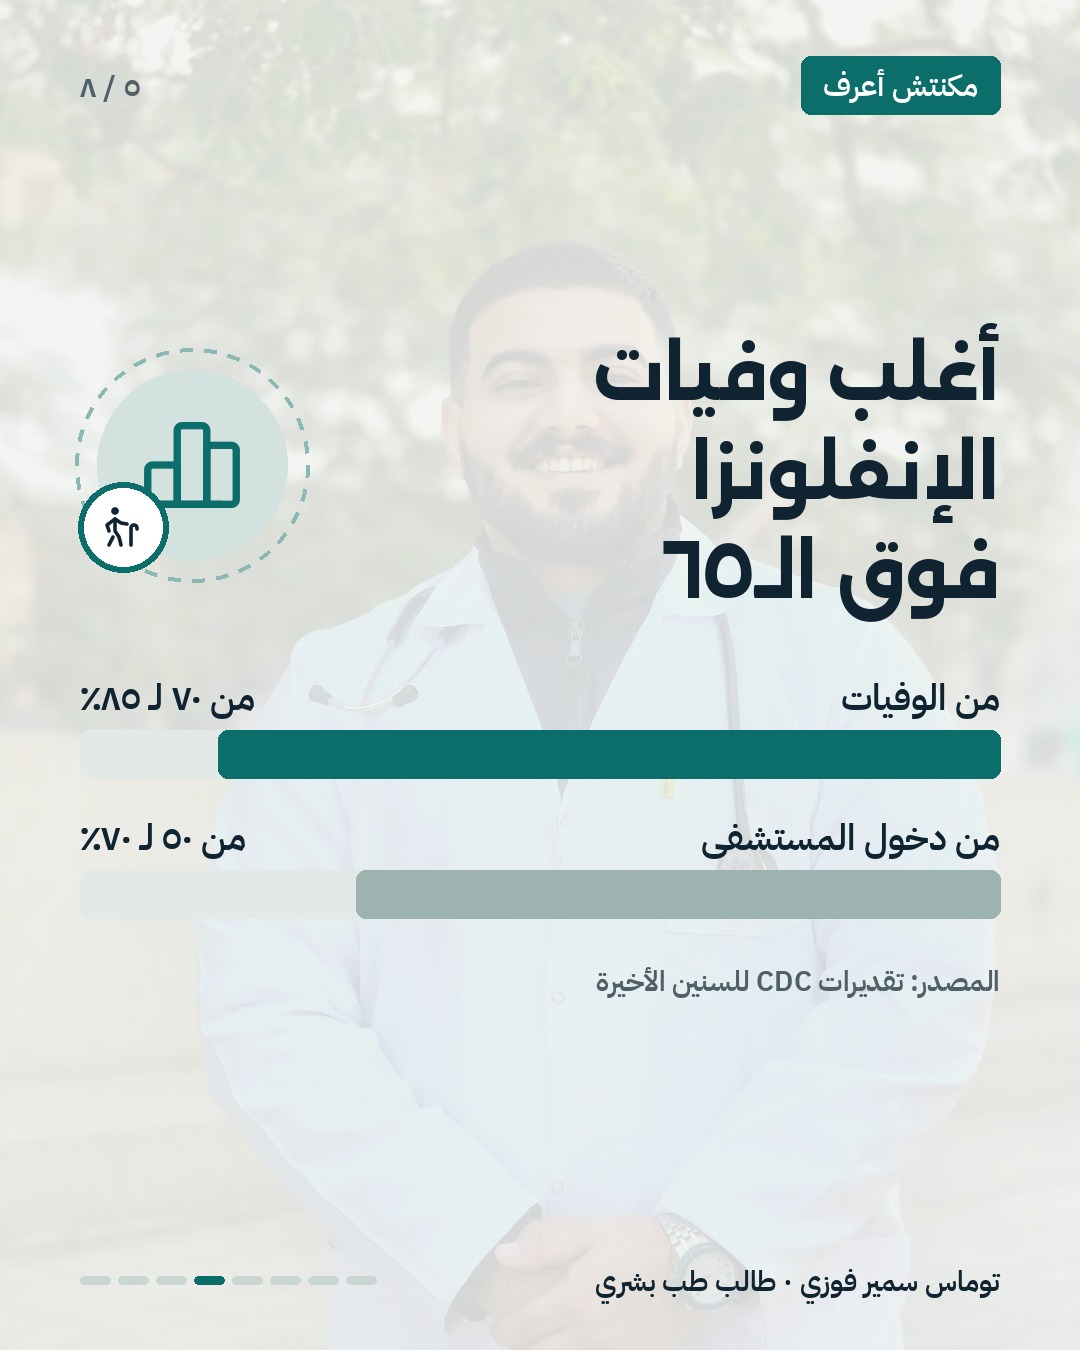 مكنتش أعرف
٥ / ٨
أغلب وفيات
الإنفلونزا
فوق الـ٦٥
من الوفيات
من ٧٠ لـ ٨٥٪
من دخول المستشفى
من ٥٠ لـ ٧٠٪
المصدر: تقديرات CDC للسنين الأخيرة
توماس سمير فوزي · طالب طب بشري